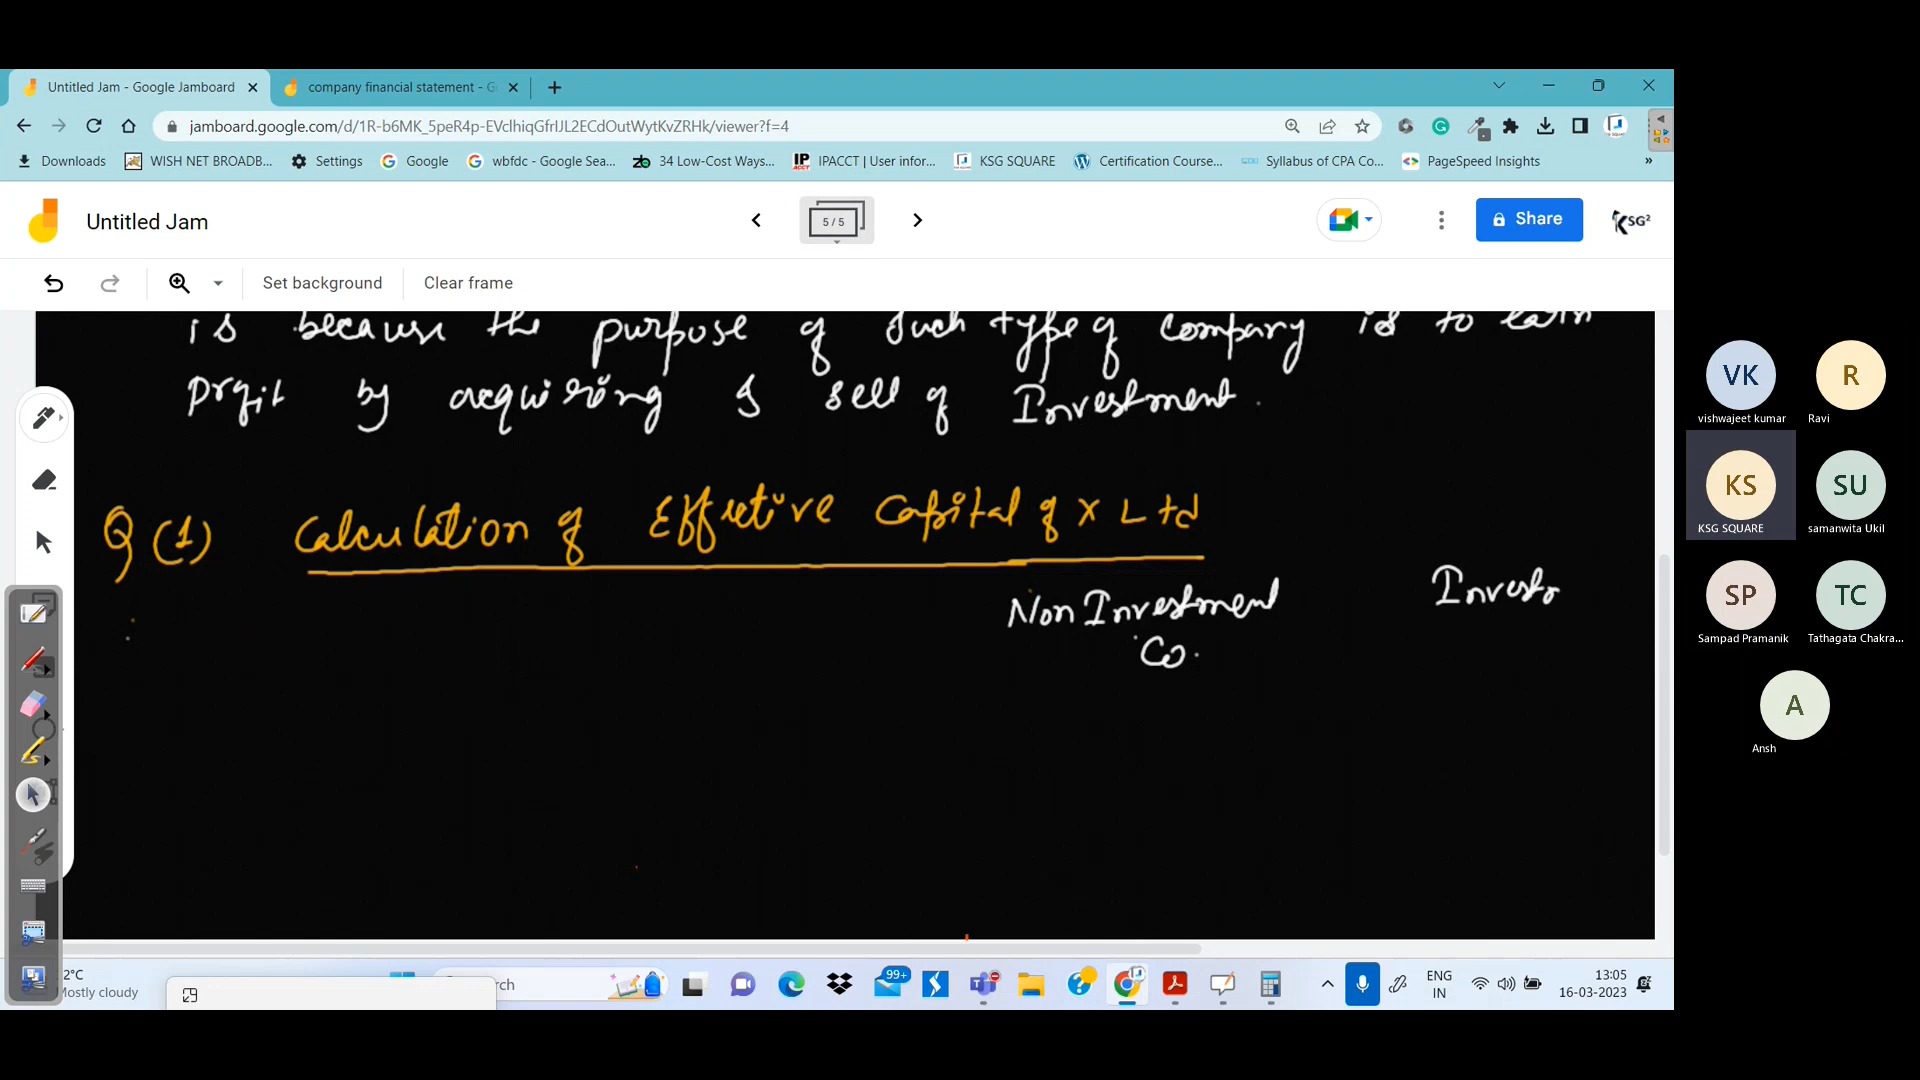 Untitled Jam - Google Jamboard
company financial statement - G
jamboard.google.com/d/1R-b6MK_5peR4p-EVclhiqGfrIJL2ECdOutWytKvZRHk/viewer?f=4
Downloads WISH NET BROADB... Settings Google wbfdc - Google Sea... 34 Low-Cost Ways... IPACCT | User infor... KSG SQUARE Certification Course... Syllabus of CPA Co... PageSpeed Insights »
Untitled Jam
5 / 5
Share
KSG²
Set background Clear frame
is because the purpose of such type of company is to earn
Profit by acquiring & sell of Investment.
Q (1) Calculation of Effective Capital of X Ltd
Non Investment
Co.
Invest
VK R
vishwajeet kumar Ravi
KS SU
KSG SQUARE samanwita Ukil
SP TC
Sampad Pramanik Tathagata Chakra...
A
Ansh
2°C
Mostly cloudy
rch
99+
ENG
IN
13:05
16-03-2023